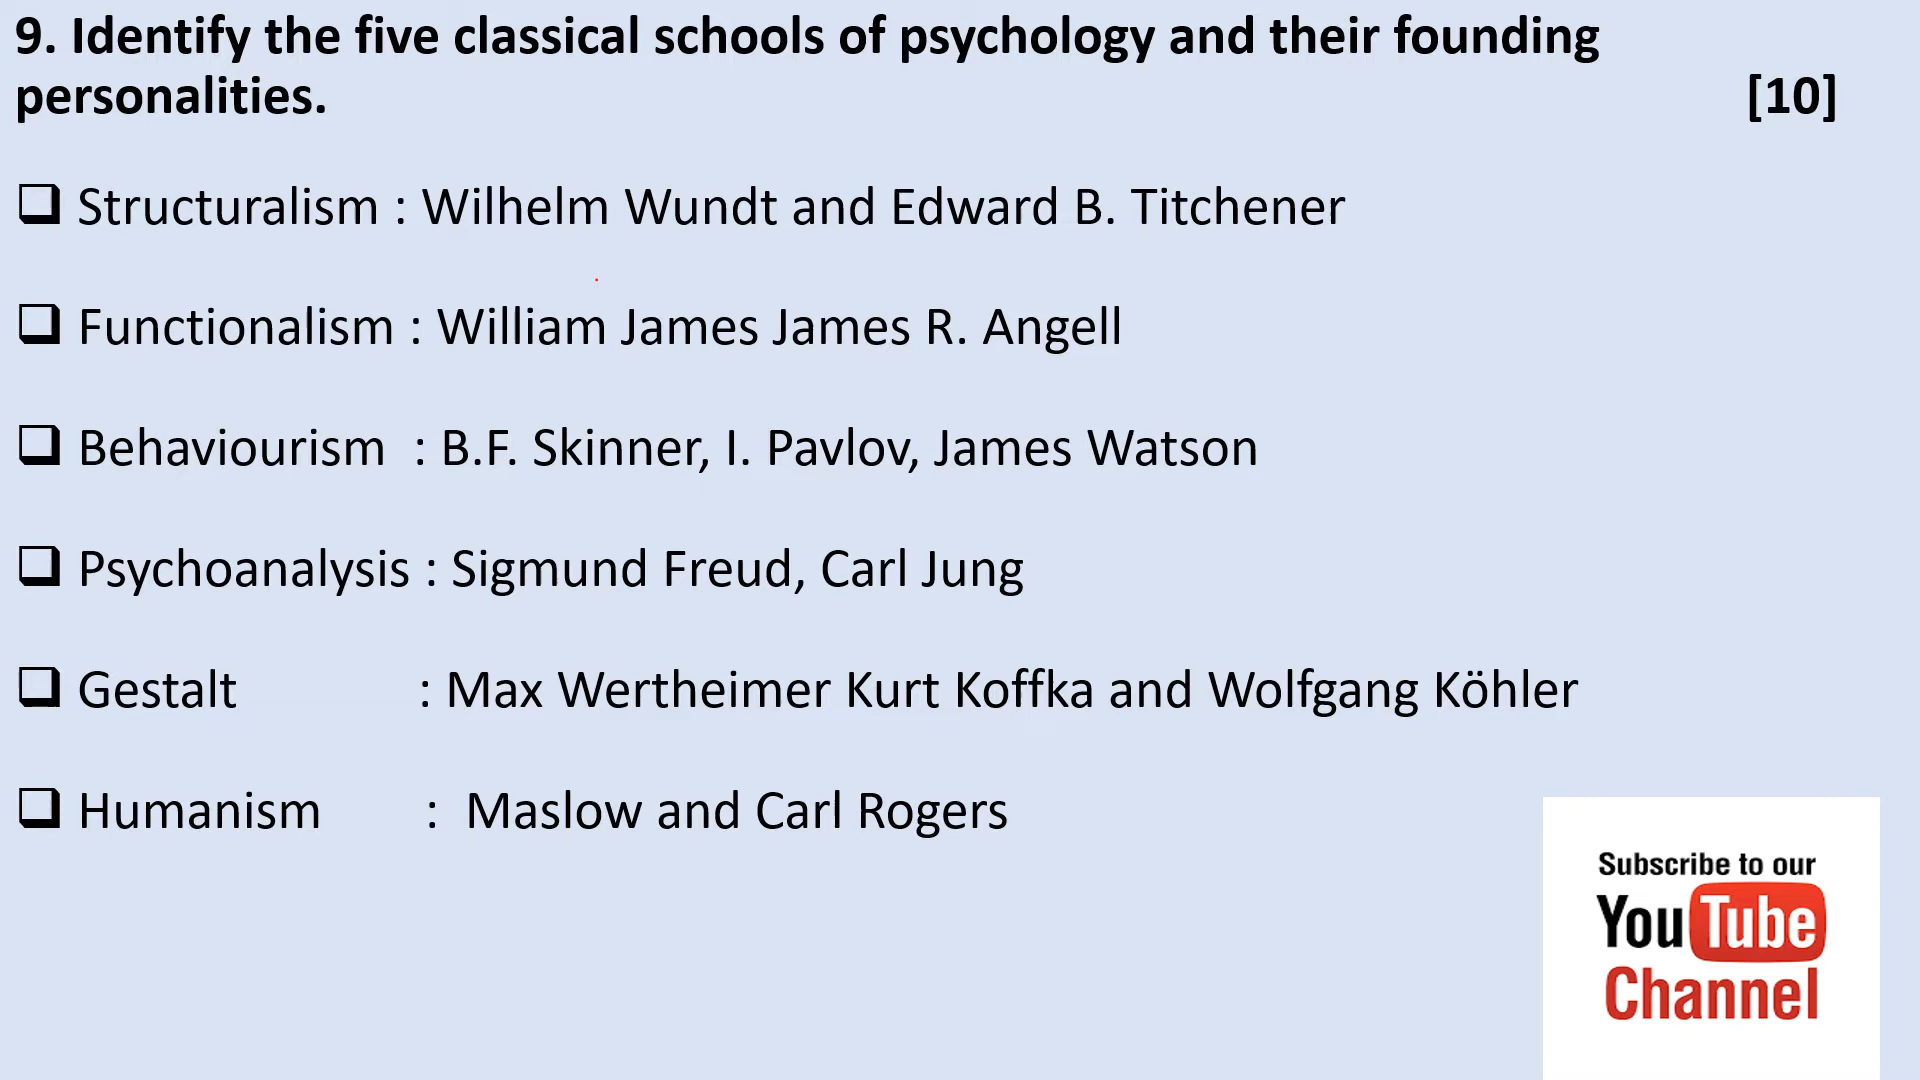 9. Identify the five classical schools of psychology and their founding
personalities. [10]
Structuralism : Wilhelm Wundt and Edward B. Titchener
Functionalism : William James James R. Angell
Behaviourism : B.F. Skinner, I. Pavlov, James Watson
Psychoanalysis : Sigmund Freud, Carl Jung
Gestalt : Max Wertheimer Kurt Koffka and Wolfgang Köhler
Humanism : Maslow and Carl Rogers
Subscribe to our
YouTube
Channel